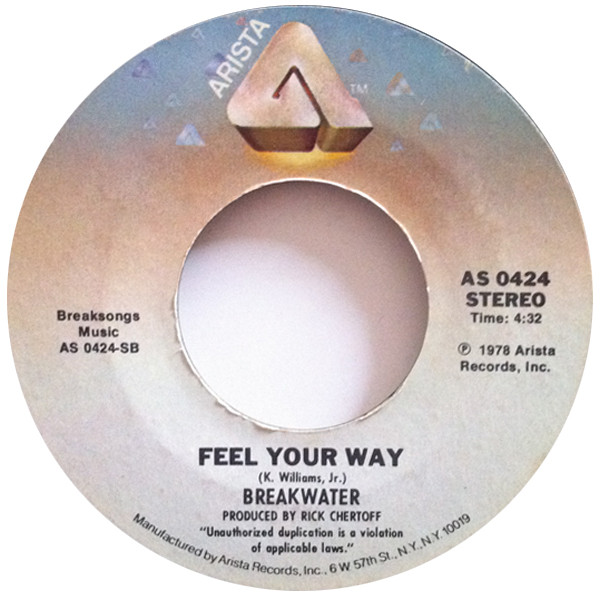 ARISTA
TM
Breaksongs
Music
AS 0424-SB
AS 0424
STEREO
Time: 4:32
℗ 1978 Arista
Records, Inc.
FEEL YOUR WAY
(K. Williams, Jr.)
BREAKWATER
PRODUCED BY RICK CHERTOFF
"Unauthorized duplication is a violation
of applicable laws."
Manufactured by Arista Records, Inc., 6 W 57th St., N.Y., N.Y. 10019